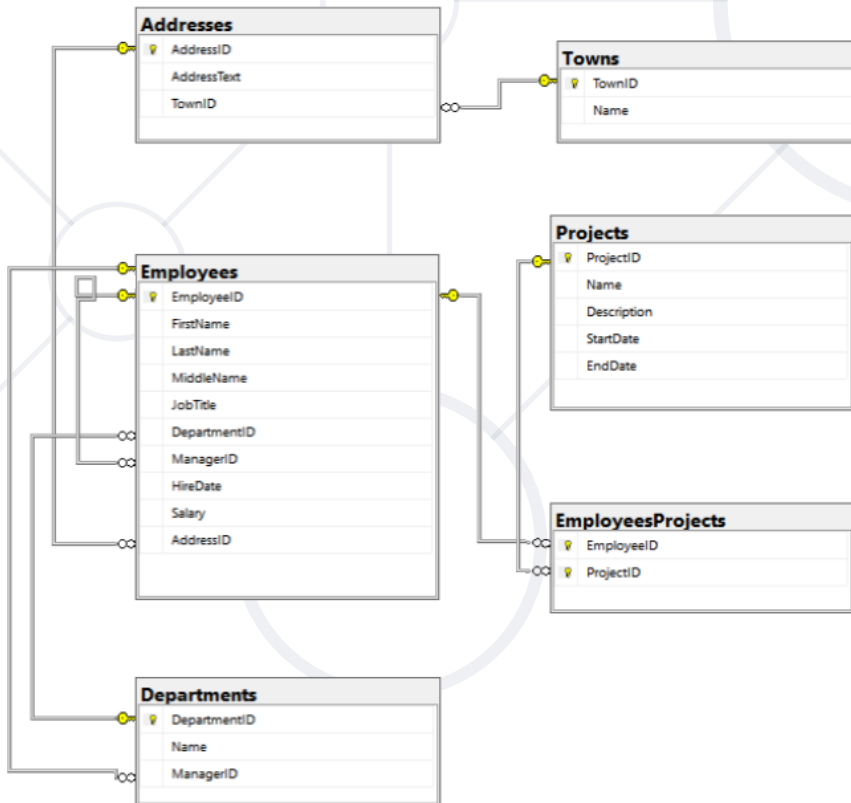 Addresses
AddressID
AddressText
TownID
Towns
TownID
Name
Employees
EmployeeID
FirstName
LastName
MiddleName
JobTitle
DepartmentID
ManagerID
HireDate
Salary
AddressID
Projects
ProjectID
Name
Description
StartDate
EndDate
EmployeesProjects
EmployeeID
ProjectID
Departments
DepartmentID
Name
ManagerID